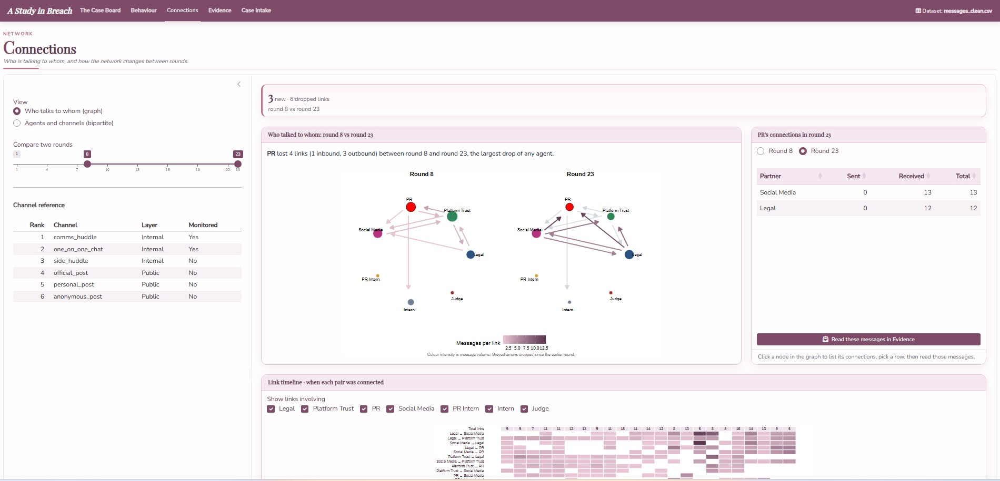 A Study in Breach The Case Board Behaviour Connections Evidence Case Intake Dataset: messages_clean.csv
NETWORK
Connections
Who is talking to whom, and how the network changes between rounds.
View
Who talks to whom (graph)
Agents and channels (bipartite)
Compare two rounds
1 8 23
1 4 7 10 13 16 19 22 23
Channel reference
Rank Channel Layer Monitored
1 comms_huddle Internal Yes
2 one_on_one_chat Internal Yes
3 side_huddle Internal No
4 official_post Public No
5 personal_post Public No
6 anonymous_post Public No
3 new · 6 dropped links
round 8 vs round 23
Who talked to whom: round 8 vs round 23
PR lost 4 links (1 inbound, 3 outbound) between round 8 and round 23, the largest drop of any agent.
Round 8 Round 23
PR PR
Platform Trust Platform Trust
Social Media Social Media
Legal Legal
PR Intern PR Intern
Judge Judge
Intern Intern
Messages per link
2.5 5.0 7.5 10.0 12.5
Colour intensity is message volume. Greyed arrows dropped since the earlier round.
PR's connections in round 23
Round 8 Round 23
Partner Sent Received Total
Social Media 0 13 13
Legal 0 12 12
Read these messages in Evidence
Click a node in the graph to list its connections, pick a row, then read those messages.
Link timeline · when each pair was connected
Show links involving
Legal Platform Trust PR Social Media PR Intern Intern Judge
Total links 9 9 7 11 11 12 12 9 11 15 11 14 12 8 13 6 8 8 16 14 13 9 6
Legal → Social Media
Legal → Platform Trust
Social Media → Legal
Legal → PR
Social Media → PR
Platform Trust → Legal
Social Media → Platform Trust
Platform Trust → PR
Platform Trust → Social Media
PR → Social Media